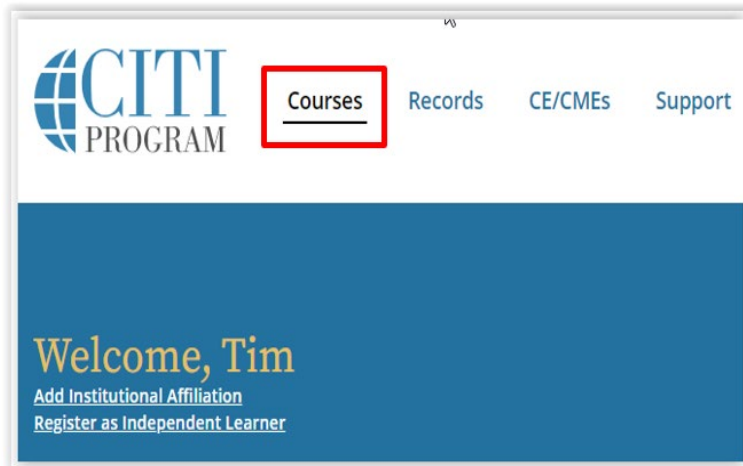 CITI
PROGRAM
Courses Records CE/CMEs Support
Welcome, Tim
Add Institutional Affiliation
Register as Independent Learner